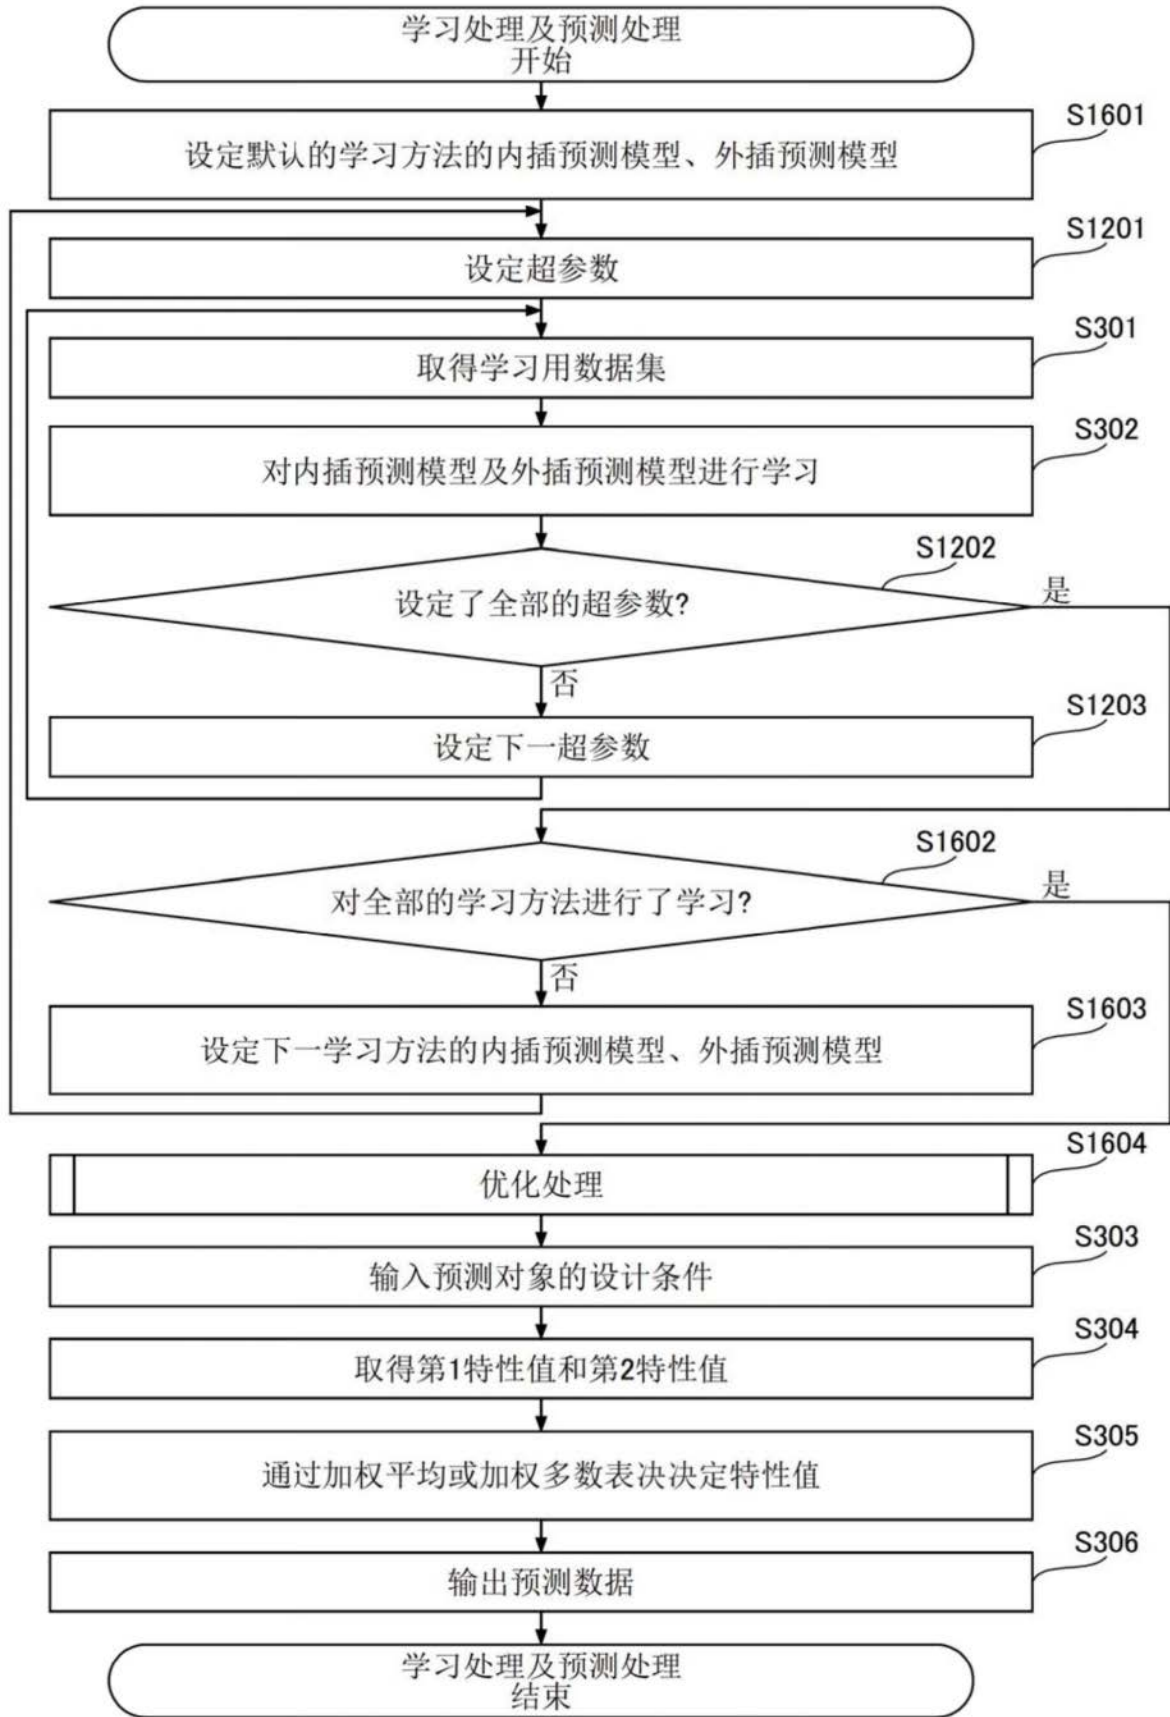 学习处理及预测处理
开始
S1601
设定默认的学习方法的内插预测模型、外插预测模型
S1201
设定超参数
S301
取得学习用数据集
S302
对内插预测模型及外插预测模型进行学习
S1202
设定了全部的超参数?
是
否
S1203
设定下一超参数
S1602
对全部的学习方法进行了学习?
是
否
S1603
设定下一学习方法的内插预测模型、外插预测模型
S1604
优化处理
S303
输入预测对象的设计条件
S304
取得第1特性值和第2特性值
S305
通过加权平均或加权多数表决决定特性值
S306
输出预测数据
学习处理及预测处理
结束